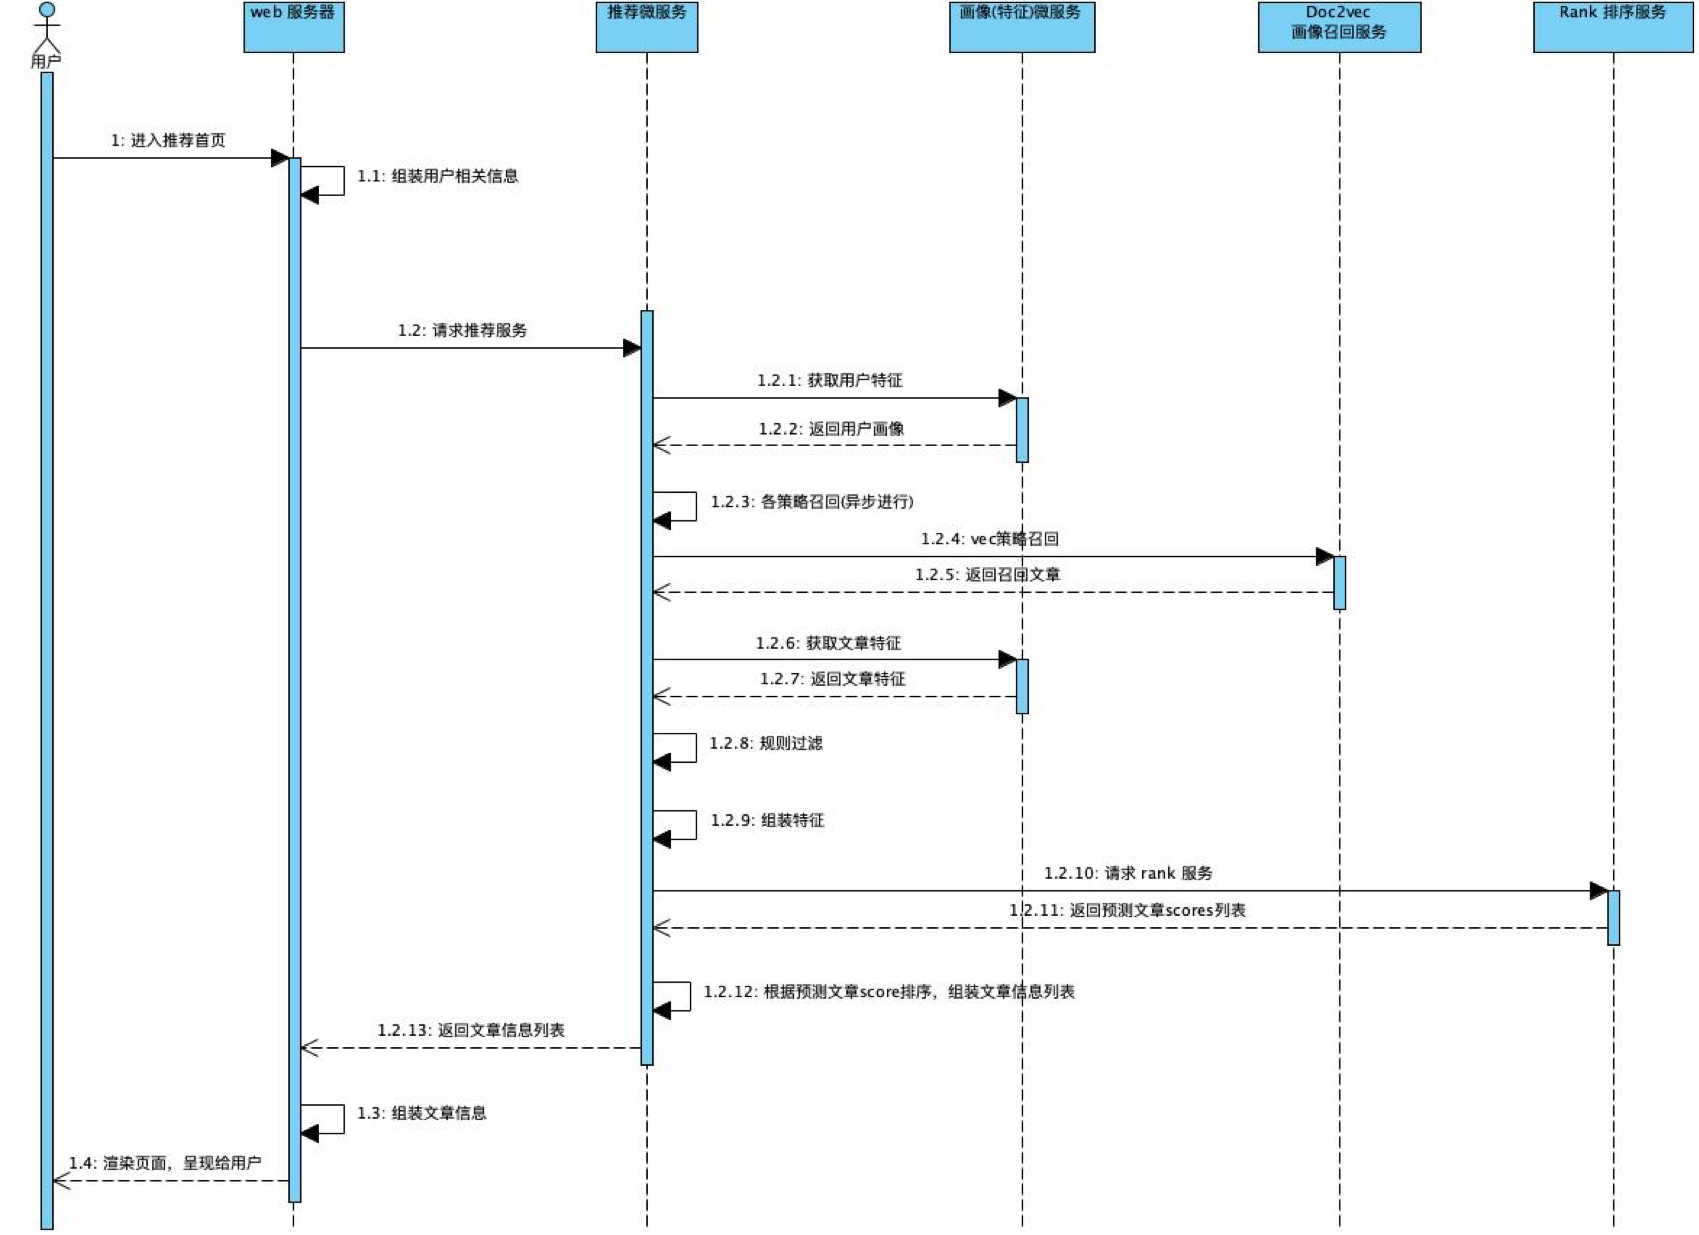 用户
web 服务器
推荐微服务
画像(特征)微服务
Doc2vec
画像召回服务
Rank 排序服务
1: 进入推荐首页
1.1: 组装用户相关信息
1.2: 请求推荐服务
1.2.1: 获取用户特征
1.2.2: 返回用户画像
1.2.3: 各策略召回(异步进行)
1.2.4: vec策略召回
1.2.5: 返回召回文章
1.2.6: 获取文章特征
1.2.7: 返回文章特征
1.2.8: 规则过滤
1.2.9: 组装特征
1.2.10: 请求 rank 服务
1.2.11: 返回预测文章scores列表
1.2.12: 根据预测文章score排序，组装文章信息列表
1.2.13: 返回文章信息列表
1.3: 组装文章信息
1.4: 渲染页面，呈现给用户